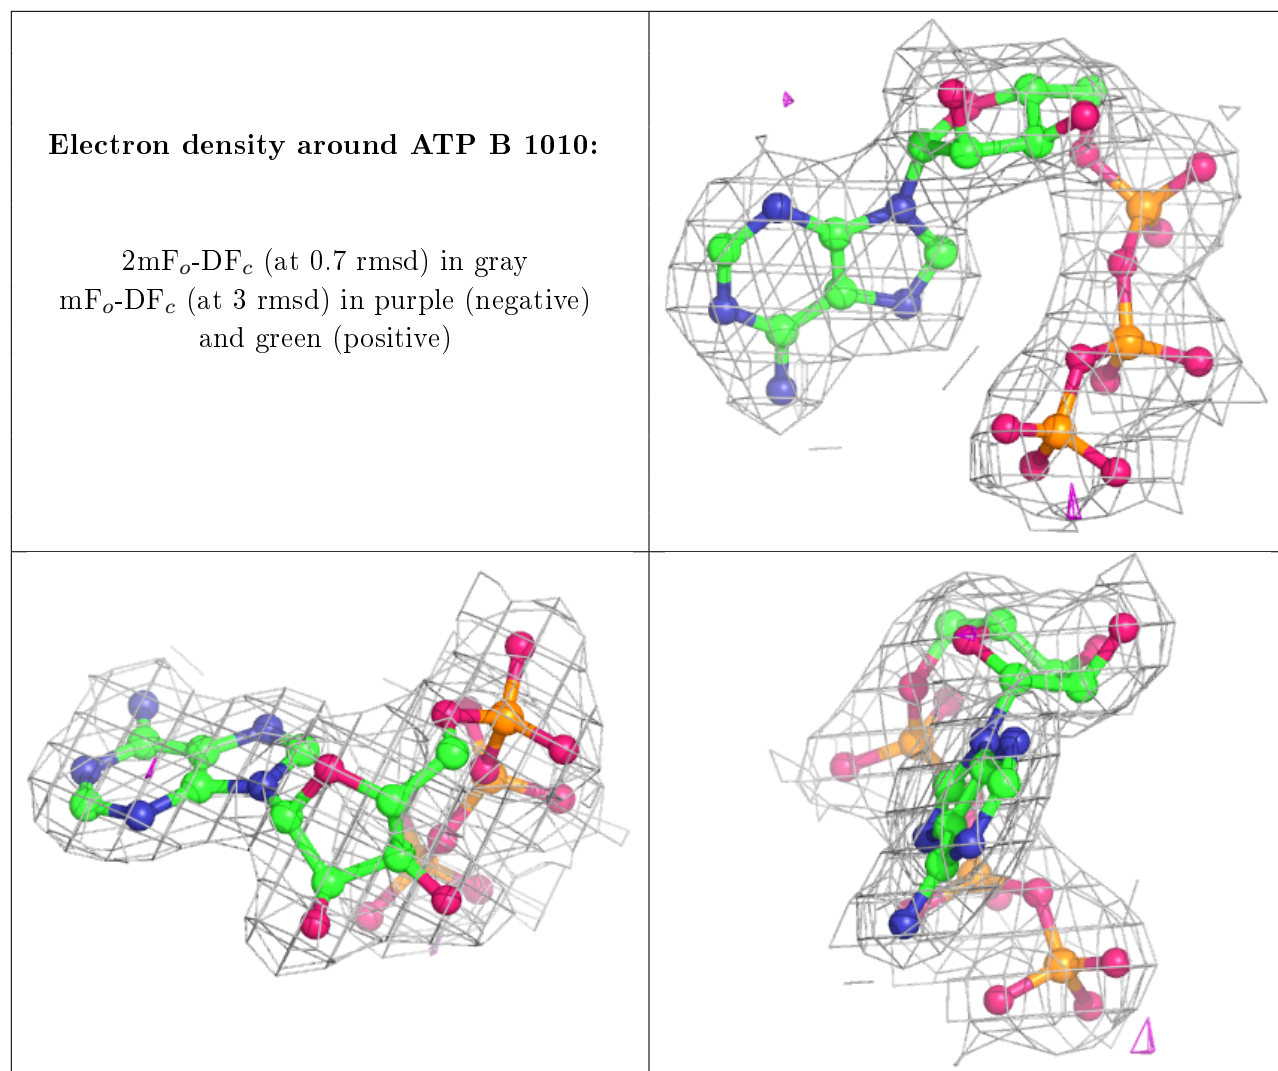 Electron density around ATP B 1010:
2mFo-DFc (at 0.7 rmsd) in gray
mFo-DFc (at 3 rmsd) in purple (negative)
and green (positive)